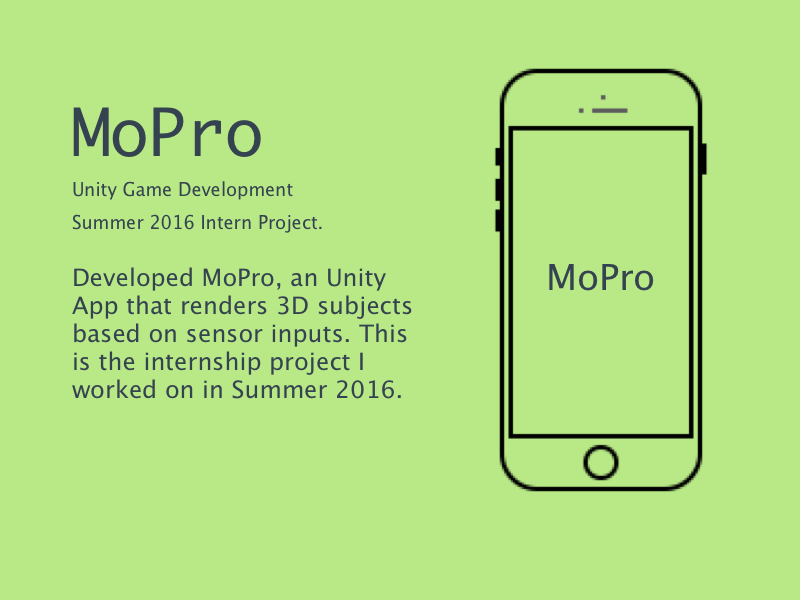 MoPro
Unity Game Development
Summer 2016 Intern Project.
Developed MoPro, an Unity
App that renders 3D subjects
based on sensor inputs. This
is the internship project I
worked on in Summer 2016.
MoPro